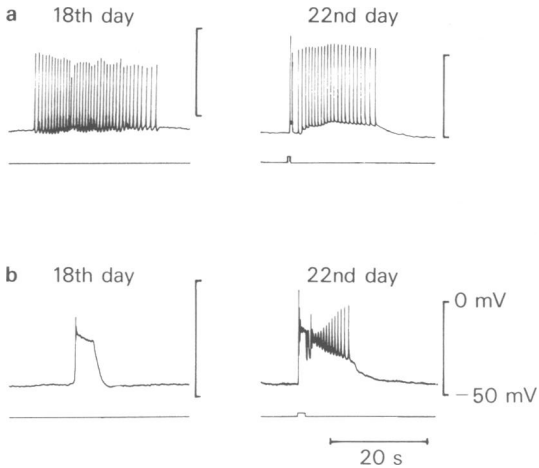 a 18th day 22nd day
b 18th day 22nd day
0 mV
−50 mV
20 s